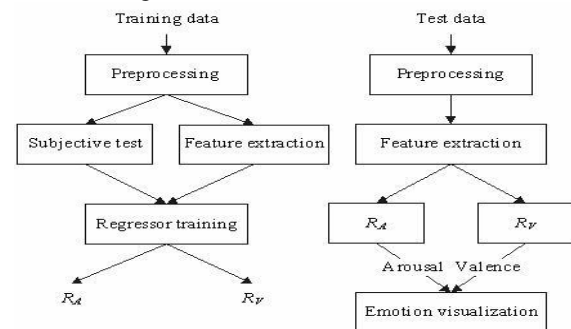 Training data
Test data
Preprocessing
Preprocessing
Subjective test
Feature extraction
Feature extraction
Regressor training
R_A
R_V
Arousal Valence
R_A
R_V
Emotion visualization